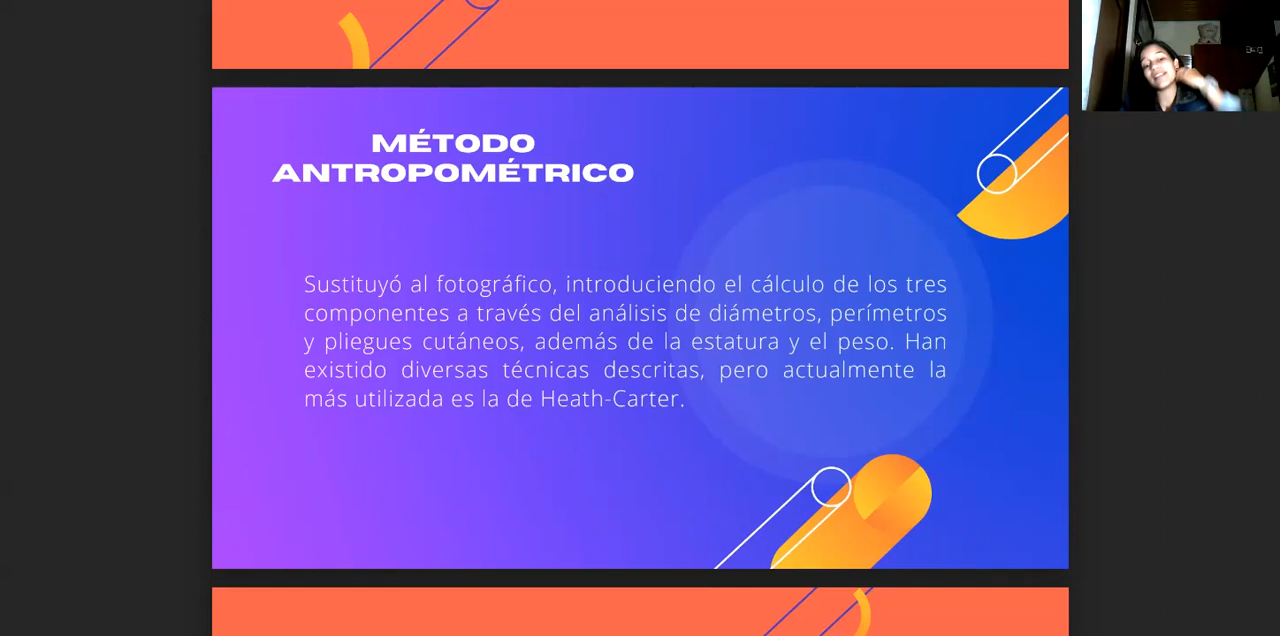 MÉTODO
ANTROPOMÉTRICO
Sustituyó al fotográfico, introduciendo el cálculo de los tres
componentes a través del análisis de diámetros, perímetros
y pliegues cutáneos, además de la estatura y el peso. Han
existido diversas técnicas descritas, pero actualmente la
más utilizada es la de Heath-Carter.